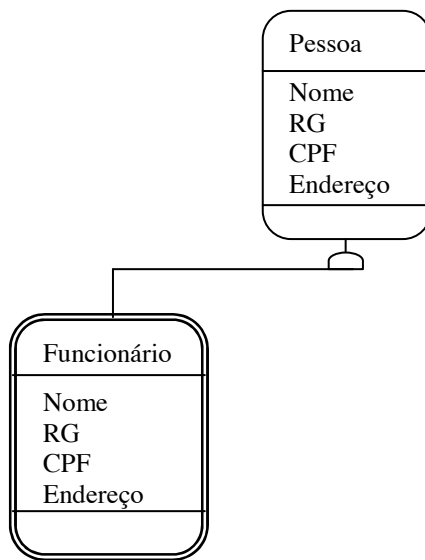 Pessoa
Nome
RG
CPF
Endereço
Funcionário
Nome
RG
CPF
Endereço